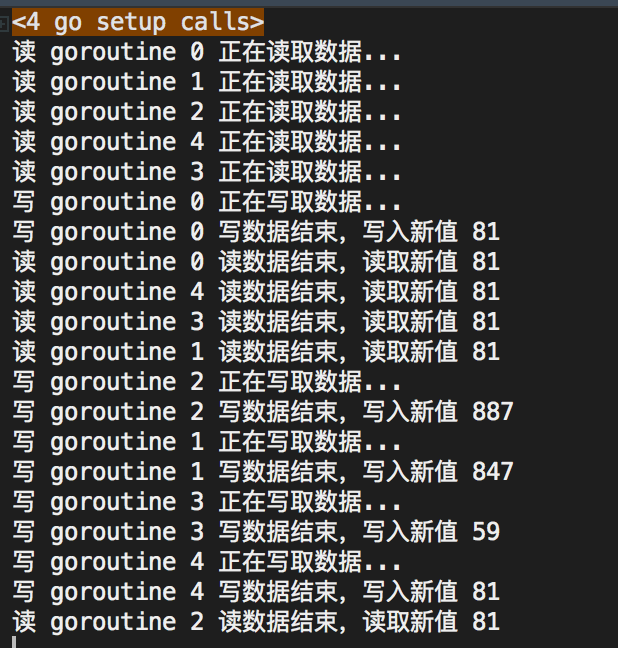 <4 go setup calls>
读 goroutine 0 正在读取数据...
读 goroutine 1 正在读取数据...
读 goroutine 2 正在读取数据...
读 goroutine 4 正在读取数据...
读 goroutine 3 正在读取数据...
写 goroutine 0 正在写取数据...
写 goroutine 0 写数据结束，写入新值 81
读 goroutine 0 读数据结束，读取新值 81
读 goroutine 4 读数据结束，读取新值 81
读 goroutine 3 读数据结束，读取新值 81
读 goroutine 1 读数据结束，读取新值 81
写 goroutine 2 正在写取数据...
写 goroutine 2 写数据结束，写入新值 887
写 goroutine 1 正在写取数据...
写 goroutine 1 写数据结束，写入新值 847
写 goroutine 3 正在写取数据...
写 goroutine 3 写数据结束，写入新值 59
写 goroutine 4 正在写取数据...
写 goroutine 4 写数据结束，写入新值 81
读 goroutine 2 读数据结束，读取新值 81